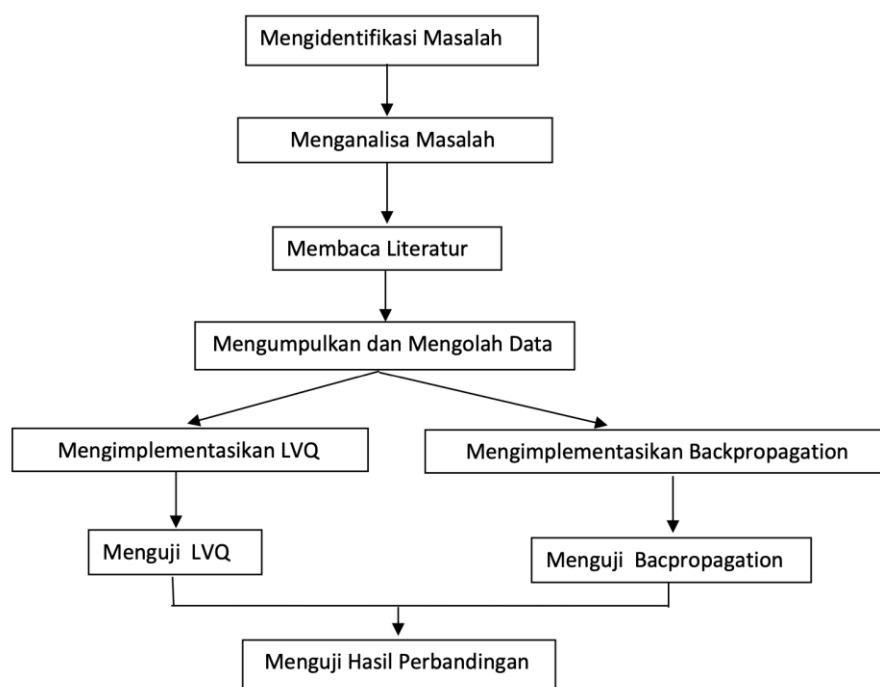 Mengidentifikasi Masalah
Menganalisa Masalah
Membaca Literatur
Mengumpulkan dan Mengolah Data
Mengimplementasikan LVQ
Mengimplementasikan Backpropagation
Menguji LVQ
Menguji Bacpropagation
Menguji Hasil Perbandingan